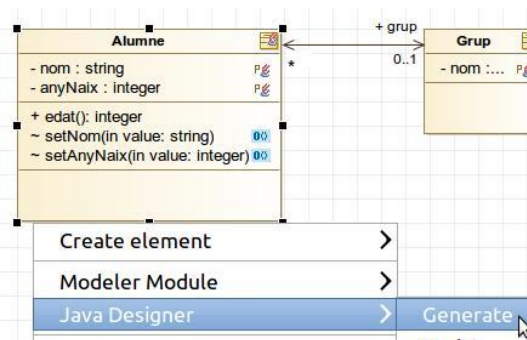 Alumne
- nom : string
- anyNaix : integer
+ edat(): integer
~ setNom(in value: string)
~ setAnyNaix(in value: integer)
+ grup
*
0..1
Grup
- nom :...
Create element
Modeler Module
Java Designer
Generate